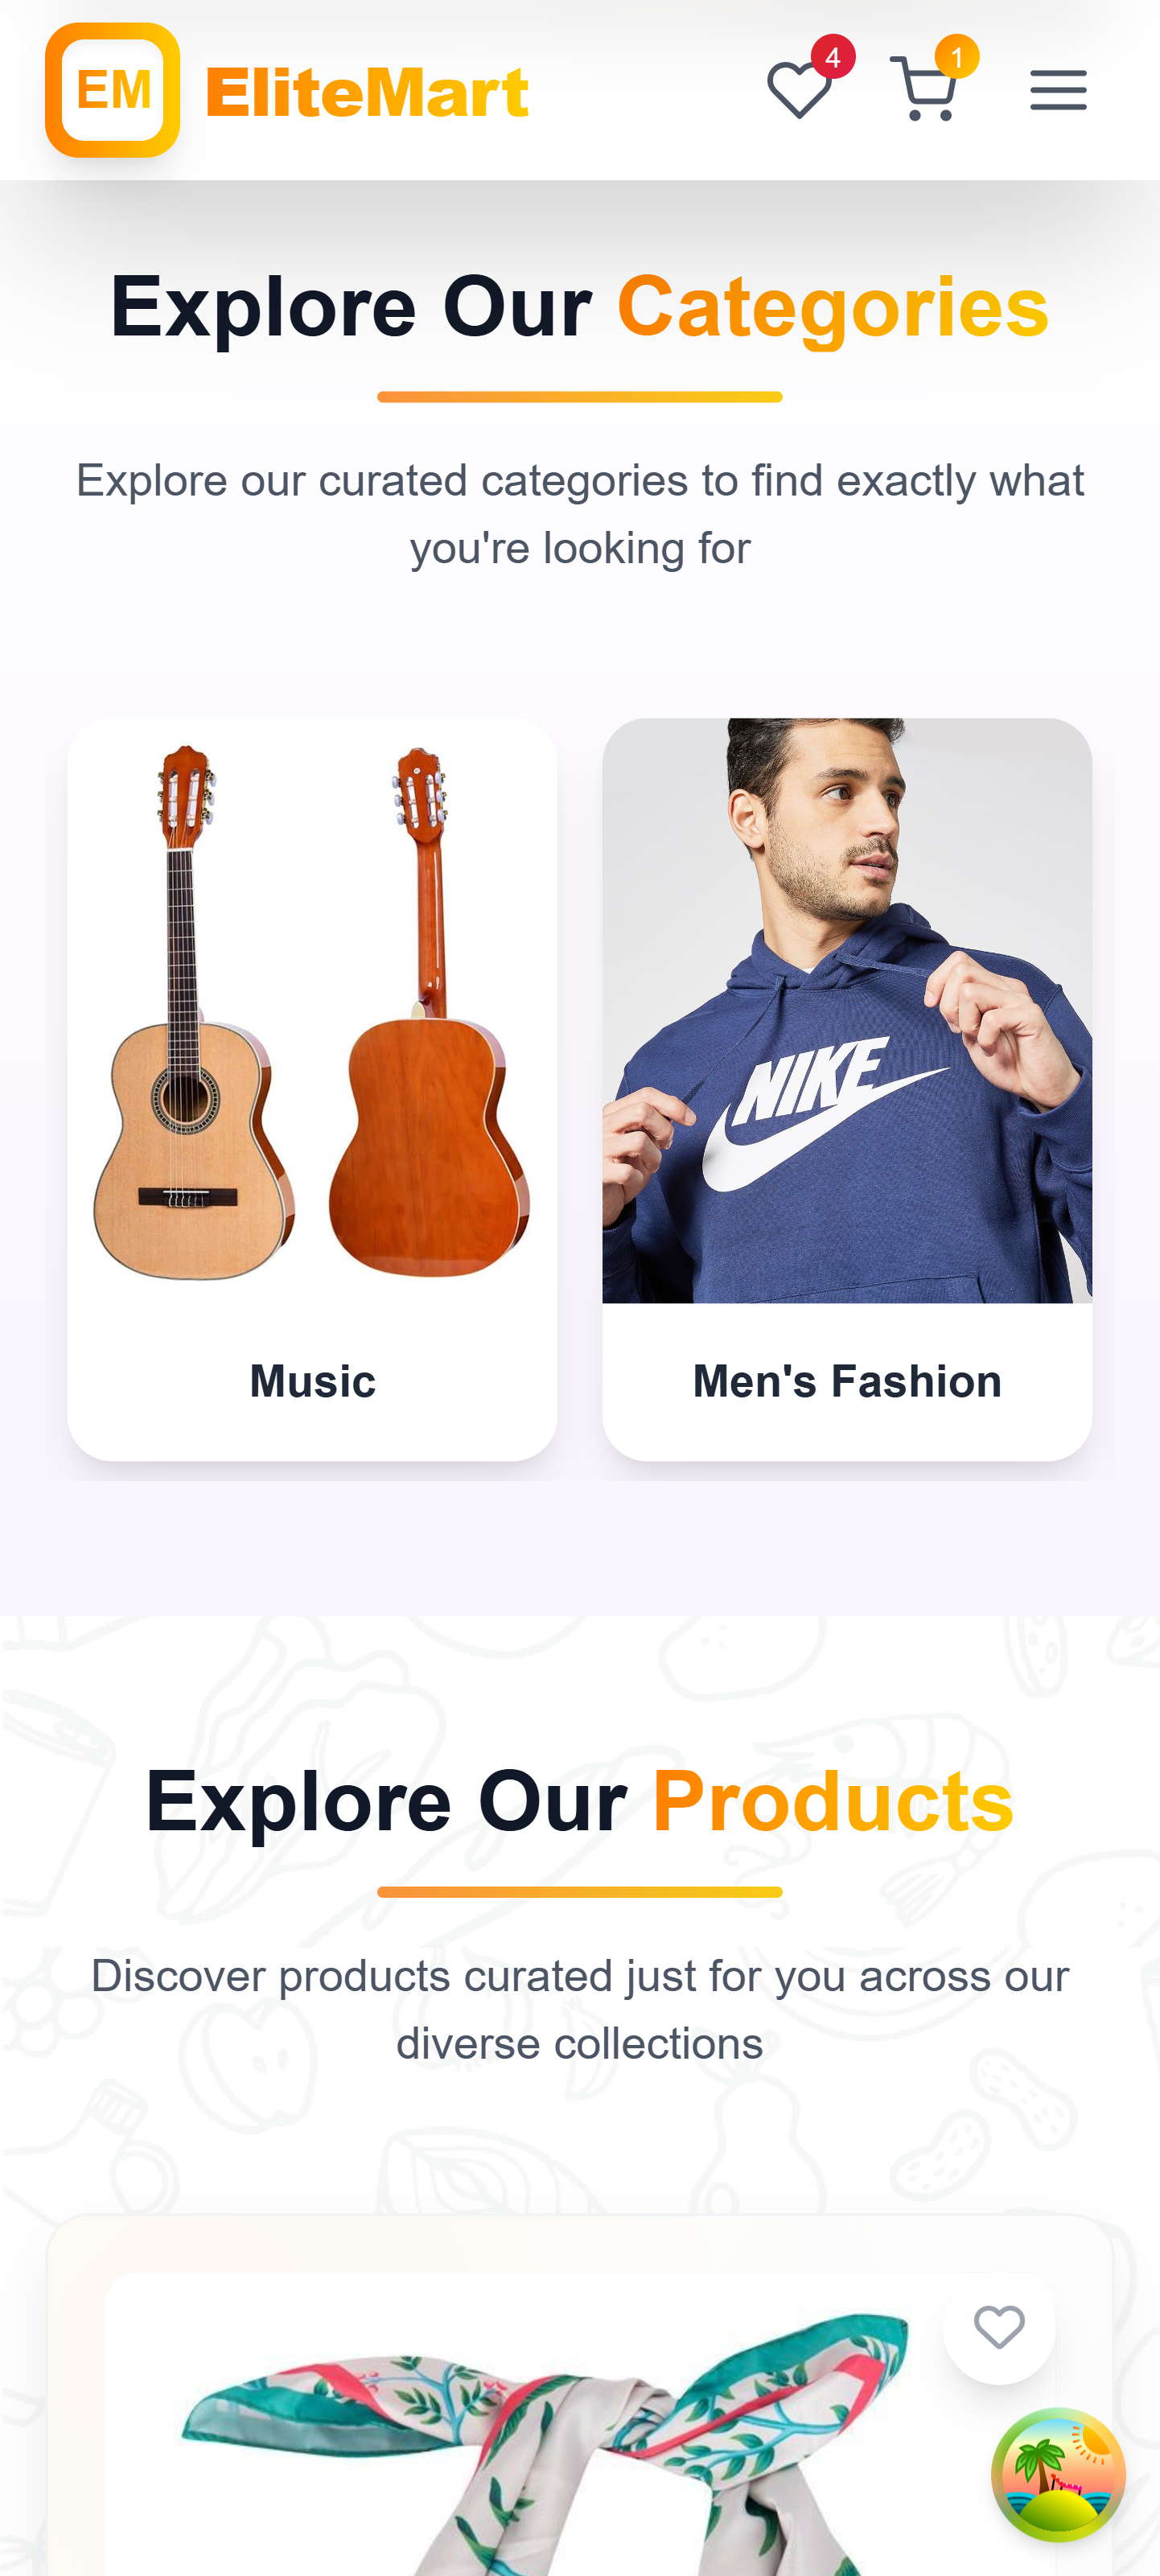 EM
EliteMart
4
1
Explore Our Categories
Explore our curated categories to find exactly what
you're looking for
NIKE
Music
Men's Fashion
Explore Our Products
Discover products curated just for you across our
diverse collections